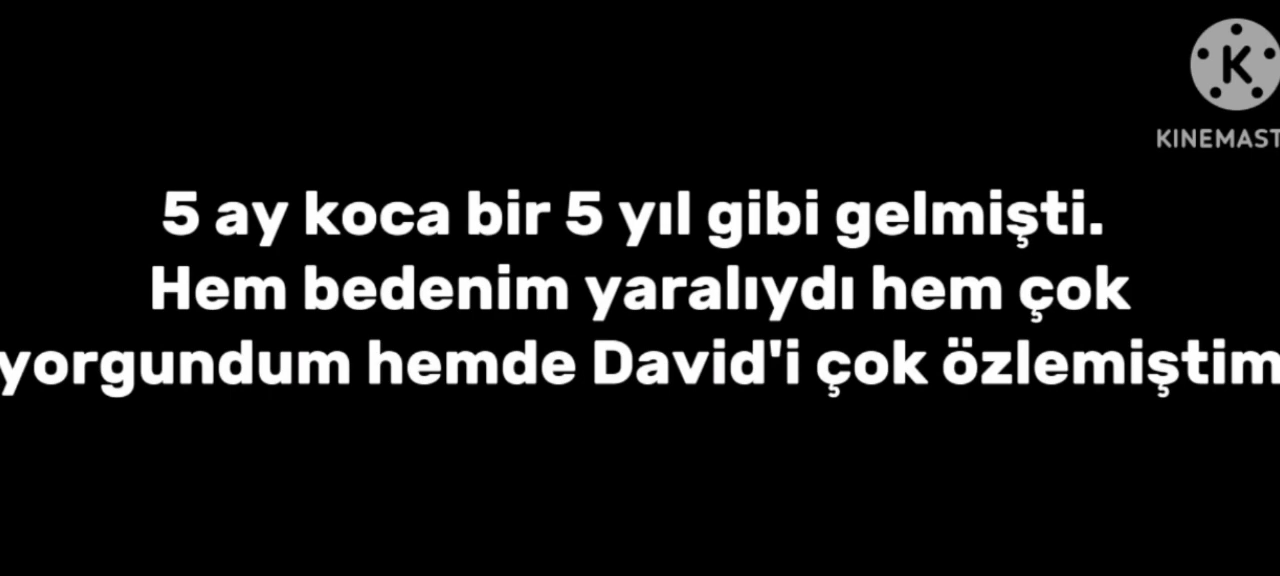 KINEMAST
5 ay koca bir 5 yıl gibi gelmişti.
Hem bedenim yaralıydı hem çok
yorgundum hemde David'i çok özlemiştim